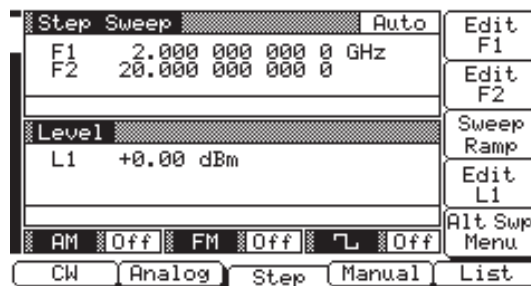 Step Sweep Auto
F1 2.000 000 000 0 GHz
F2 20.000 000 000 0
Level
L1 +0.00 dBm
AM Off FM Off Off
Edit F1
Edit F2
Sweep Ramp
Edit L1
Alt Swp Menu
CW Analog Step Manual List